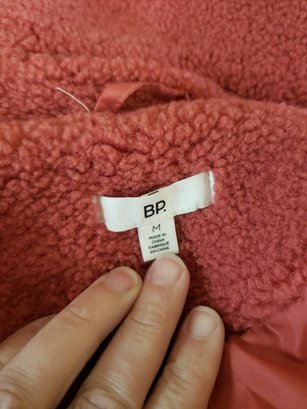 BP.
M
MADE IN
CHINA
FABRIQUÉ
EN CHINE